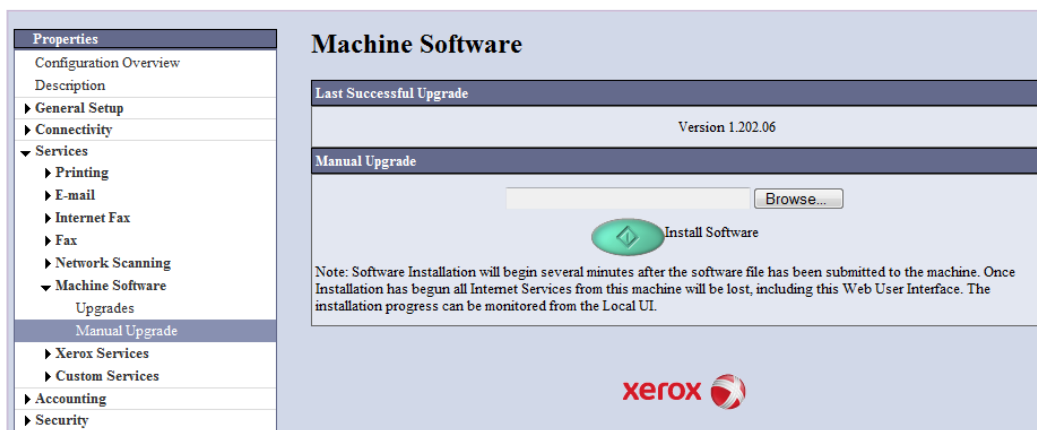 Properties
Configuration Overview
Description
General Setup
Connectivity
Services
Printing
E-mail
Internet Fax
Fax
Network Scanning
Machine Software
Upgrades
Manual Upgrade
Xerox Services
Custom Services
Accounting
Security
Machine Software
Last Successful Upgrade
Version 1.202.06
Manual Upgrade
Browse...
Install Software
Note: Software Installation will begin several minutes after the software file has been submitted to the machine. Once
Installation has begun all Internet Services from this machine will be lost, including this Web User Interface. The
installation progress can be monitored from the Local UI.
xerox